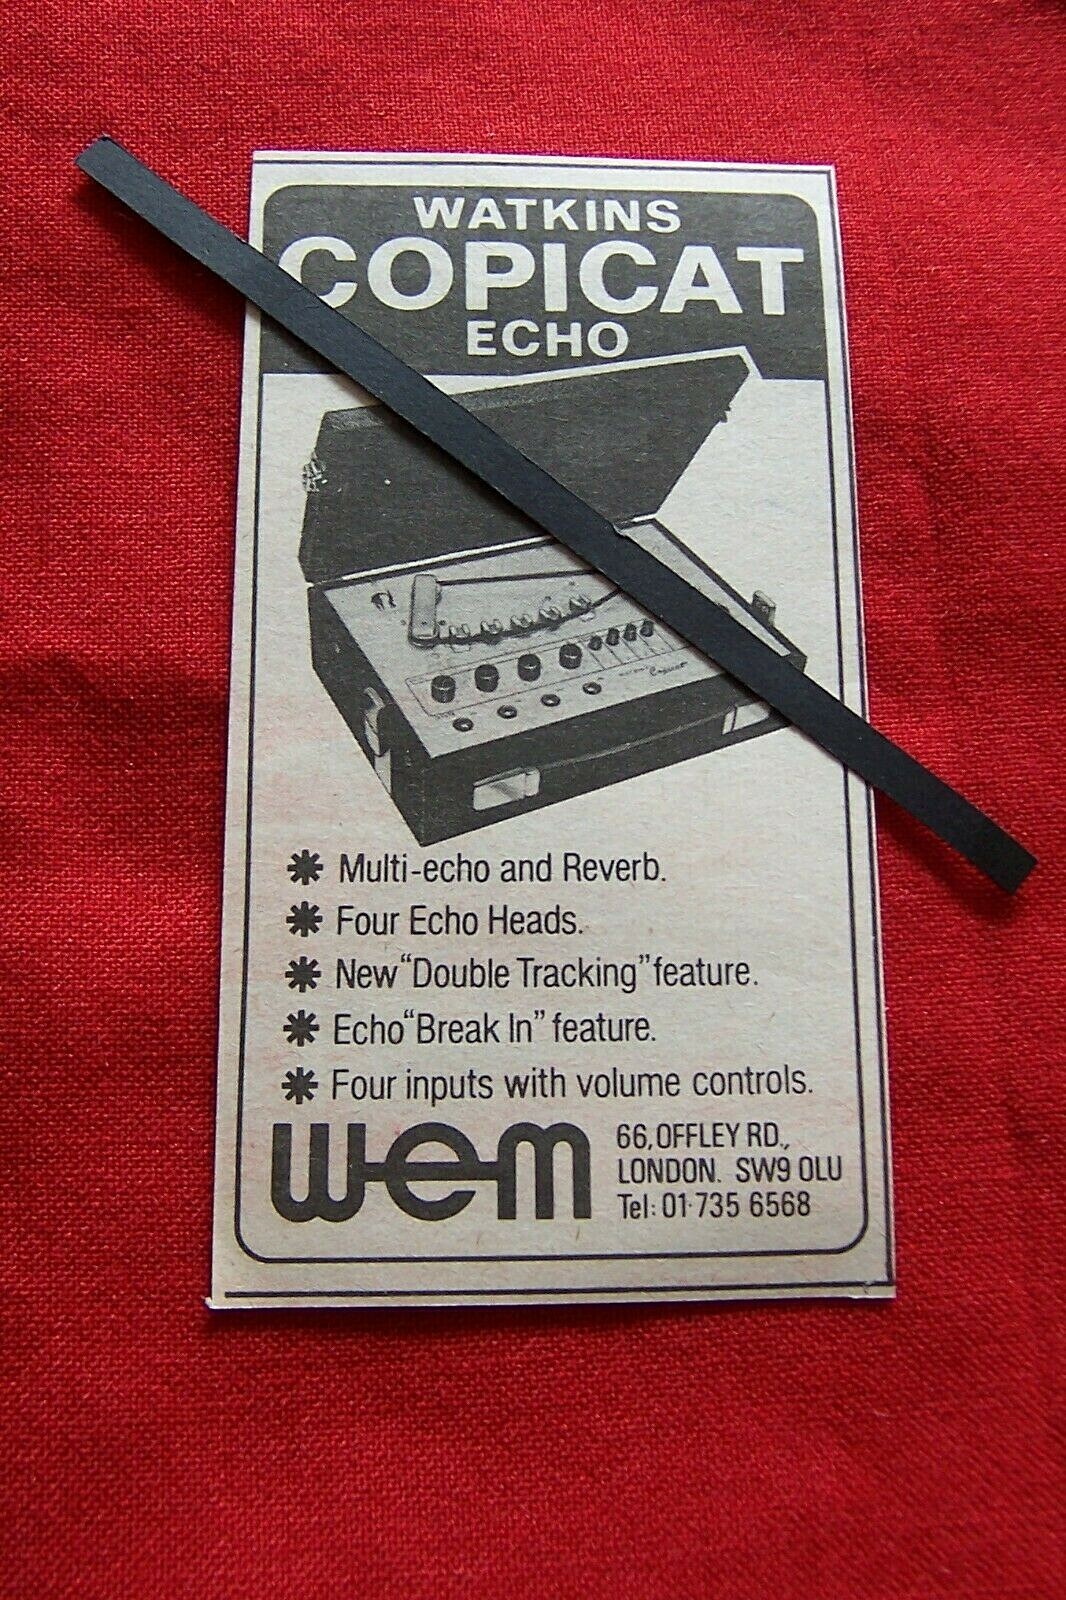 WATKINS
COPICAT
ECHO
Copicat
✱ Multi-echo and Reverb.
✱ Four Echo Heads.
✱ New "Double Tracking" feature.
✱ Echo "Break In" feature.
✱ Four inputs with volume controls.
wem
66, OFFLEY RD.,
LONDON. SW9 OLU
Tel: 01·735 6568